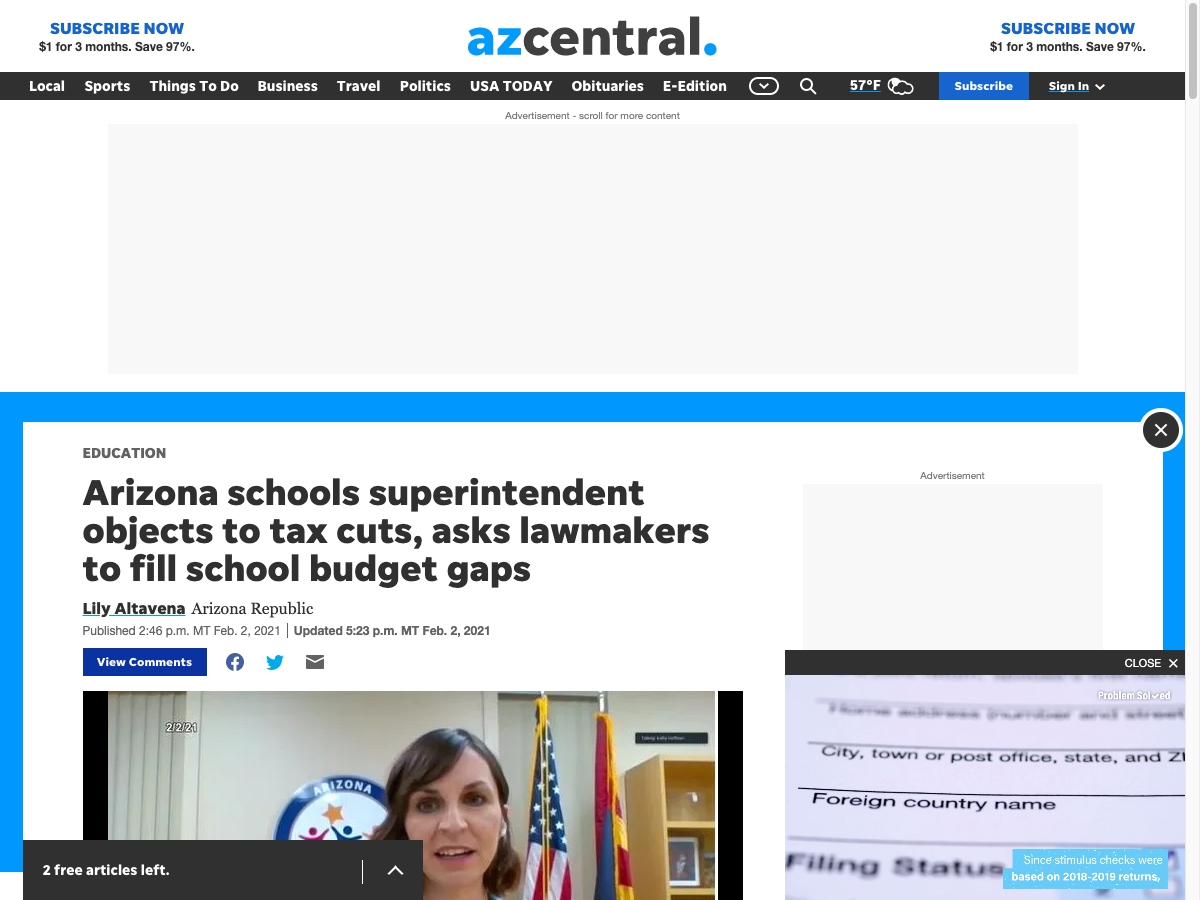 SUBSCRIBE NOW
$1 for 3 months. Save 97%.
azcentral.
SUBSCRIBE NOW
$1 for 3 months. Save 97%.
Local Sports Things To Do Business Travel Politics USA TODAY Obituaries E-Edition 57°F Subscribe Sign In
Advertisement - scroll for more content
EDUCATION
Arizona schools superintendent
objects to tax cuts, asks lawmakers
to fill school budget gaps
Lily Altavena Arizona Republic
Published 2:46 p.m. MT Feb. 2, 2021 | Updated 5:23 p.m. MT Feb. 2, 2021
View Comments
2/2/21
ARIZONA
2 free articles left.
Advertisement
CLOSE
Problem Solved
Home address (number and street
City, town or post office, state, and ZI
Foreign country name
Filing Status
Since stimulus checks were
based on 2018-2019 returns,